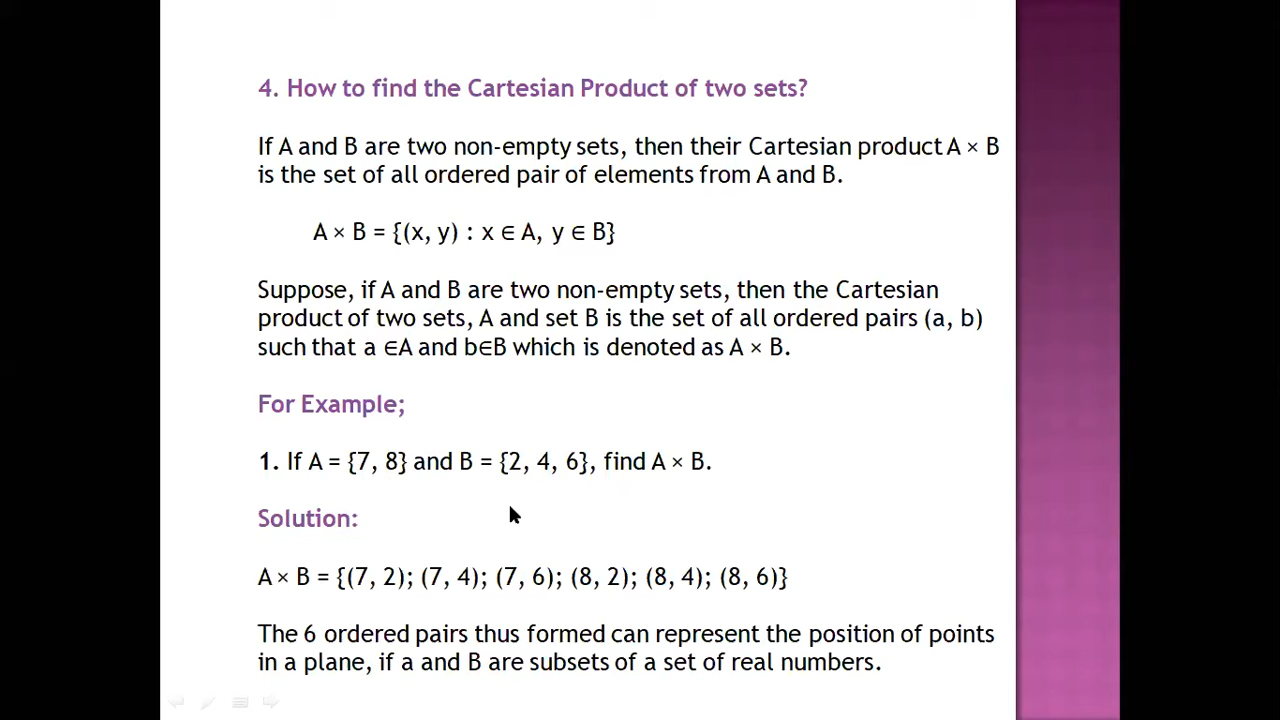 4. How to find the Cartesian Product of two sets?
If A and B are two non-empty sets, then their Cartesian product A × B
is the set of all ordered pair of elements from A and B.
A × B = {(x, y) : x ∈ A, y ∈ B}
Suppose, if A and B are two non-empty sets, then the Cartesian
product of two sets, A and set B is the set of all ordered pairs (a, b)
such that a ∈A and b∈B which is denoted as A × B.
For Example;
1. If A = {7, 8} and B = {2, 4, 6}, find A × B.
Solution:
A × B = {(7, 2); (7, 4); (7, 6); (8, 2); (8, 4); (8, 6)}
The 6 ordered pairs thus formed can represent the position of points
in a plane, if a and B are subsets of a set of real numbers.